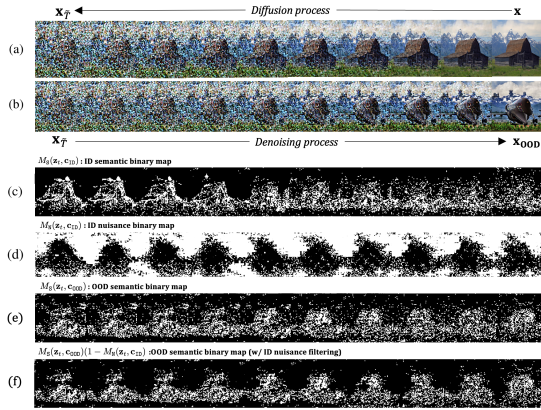 x_T̃ Diffusion process x
(a)
(b)
x_T̃ Denoising process x_OOD
M_S(z_t, c_ID) : ID semantic binary map
(c)
M_N(z_t, c_ID) : ID nuisance binary map
(d)
M_S(z_t, c_OOD) : OOD semantic binary map
(e)
M_S(z_t, c_OOD)(1 − M_N(z_t, c_ID) :OOD semantic binary map (w/ ID nuisance filtering)
(f)